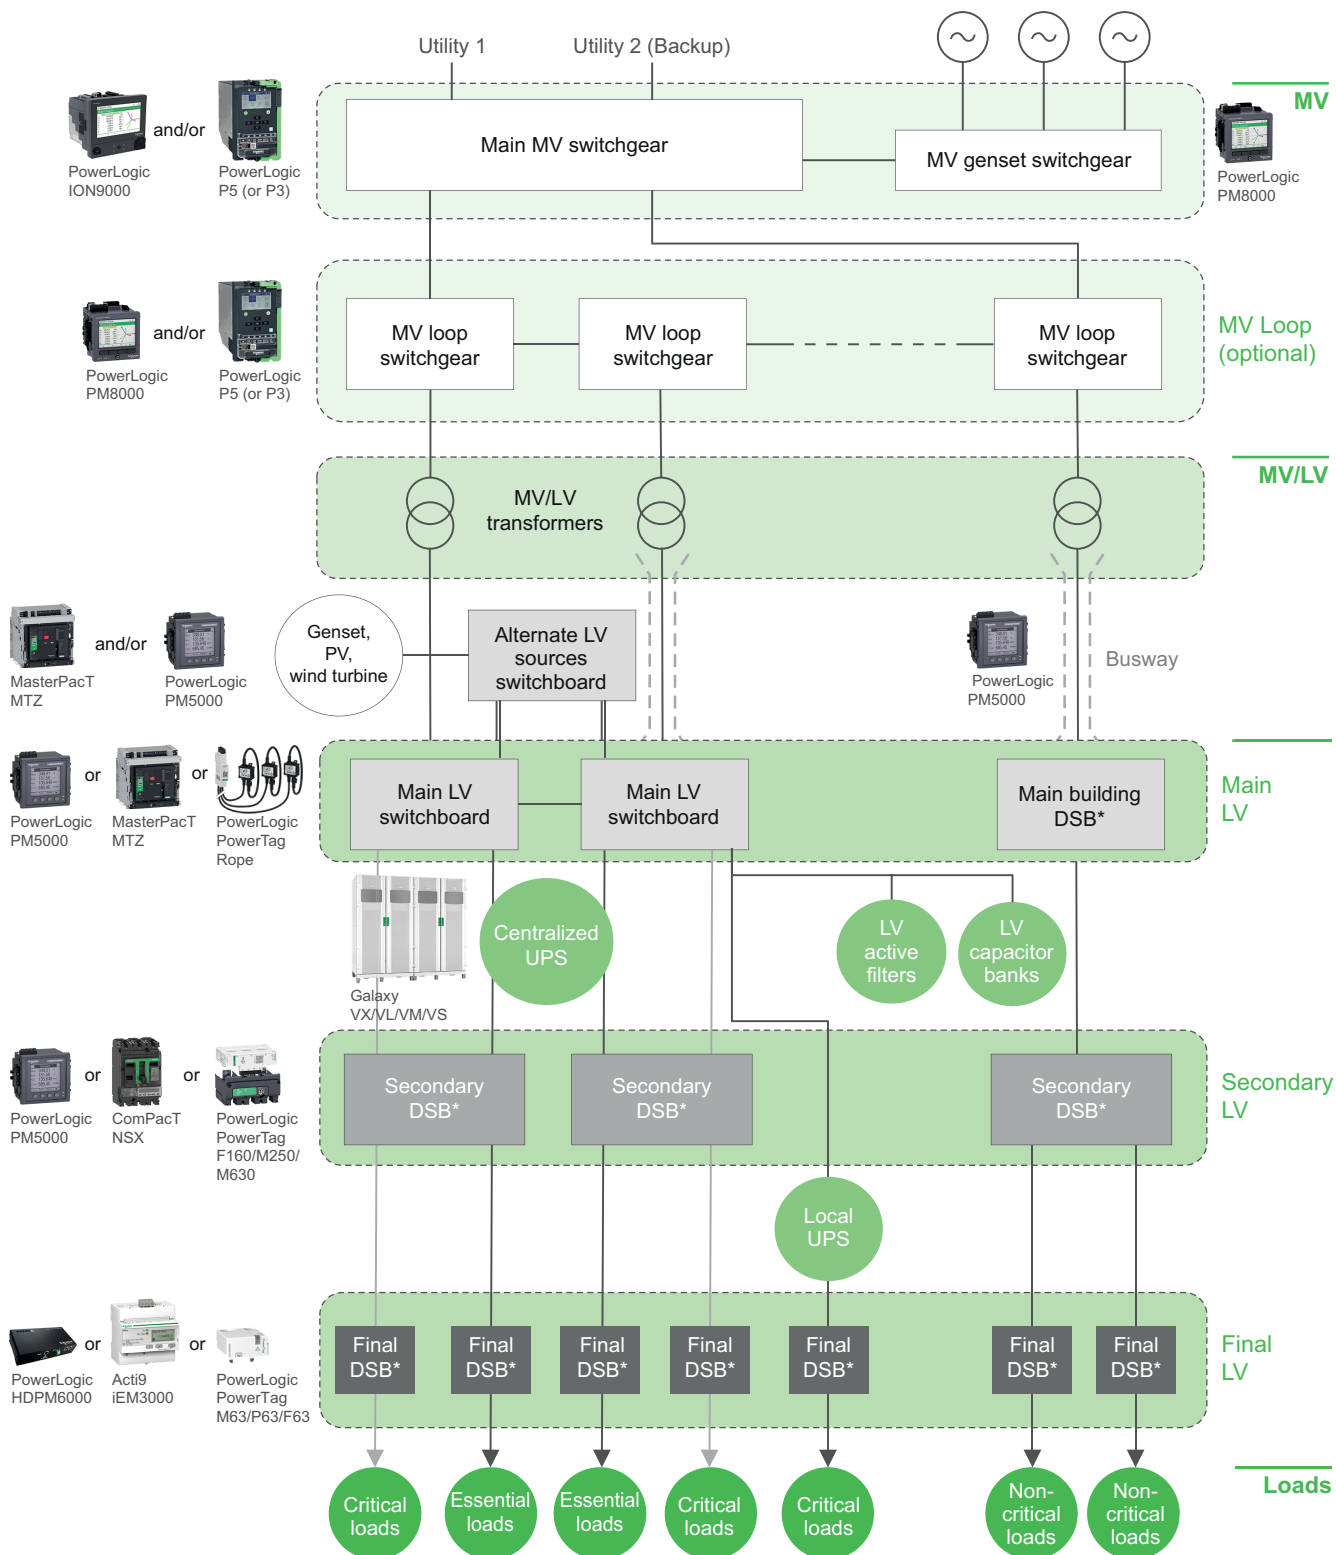 Utility 1
Utility 2 (Backup)
MV
and/or
PowerLogic
ION9000
PowerLogic
P5 (or P3)
Main MV switchgear
MV genset switchgear
PowerLogic
PM8000
and/or
PowerLogic
PM8000
PowerLogic
P5 (or P3)
MV loop
switchgear
MV loop
switchgear
MV loop
switchgear
MV Loop
(optional)
MV/LV
MV/LV
transformers
and/or
MasterPacT
MTZ
PowerLogic
PM5000
Genset,
PV,
wind turbine
Alternate LV
sources
switchboard
PowerLogic
PM5000
Busway
or
or
PowerLogic
PM5000
MasterPacT
MTZ
PowerLogic
PowerTag
Rope
Main LV
switchboard
Main LV
switchboard
Main building
DSB*
Main
LV
Galaxy
VX/VL/VM/VS
Centralized
UPS
LV
active
filters
LV
capacitor
banks
or
or
PowerLogic
PM5000
ComPacT
NSX
PowerLogic
PowerTag
F160/M250/
M630
Secondary
DSB*
Secondary
DSB*
Secondary
DSB*
Secondary
LV
Local
UPS
or
or
PowerLogic
HDPM6000
Acti9
iEM3000
PowerLogic
PowerTag
M63/P63/F63
Final
DSB*
Final
DSB*
Final
DSB*
Final
DSB*
Final
DSB*
Final
DSB*
Final
DSB*
Final
LV
Loads
Critical
loads
Essential
loads
Essential
loads
Critical
loads
Critical
loads
Non-
critical
loads
Non-
critical
loads